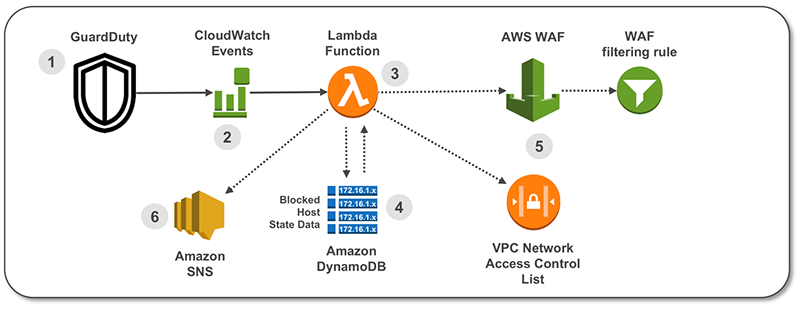 GuardDuty
1
CloudWatch
Events
2
Lambda
Function
3
AWS WAF
WAF
filtering rule
5
6
Amazon
SNS
Blocked
Host
State Data
172.16.1.x
172.16.1.x
172.16.1.x
172.16.1.x
4
Amazon
DynamoDB
VPC Network
Access Control
List